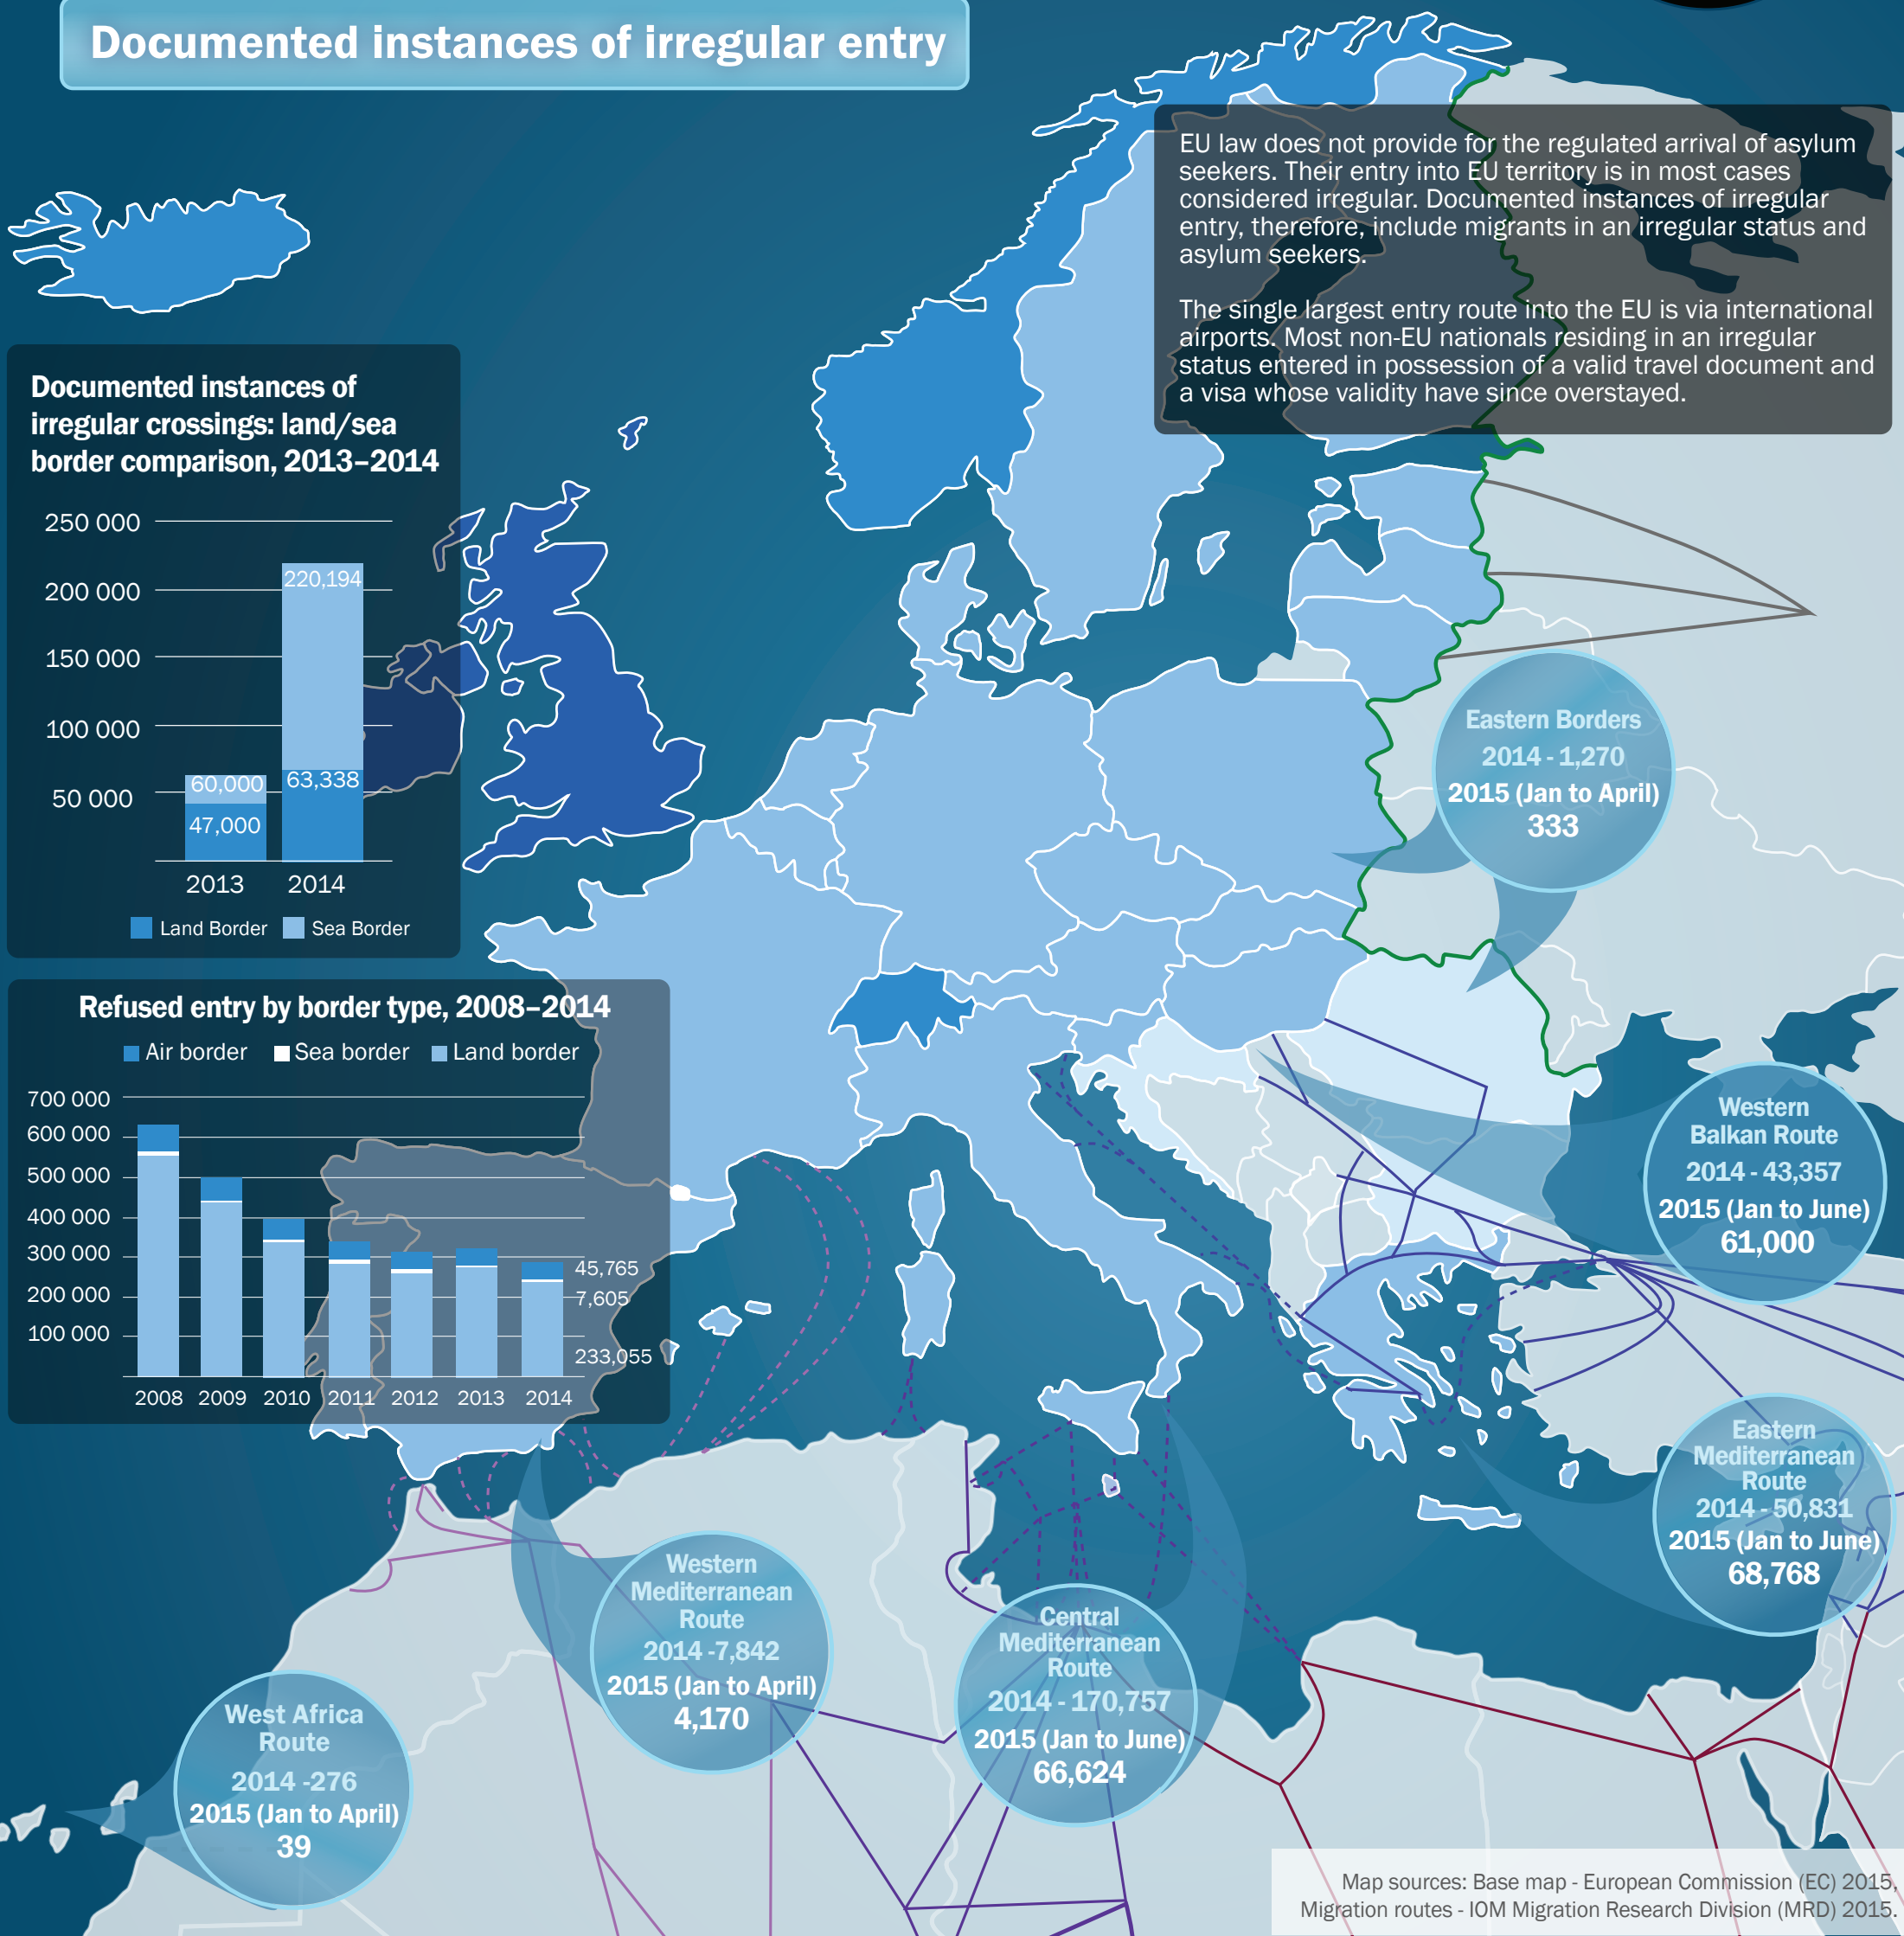 Documented instances of irregular entry
EU law does not provide for the regulated arrival of asylum
seekers. Their entry into EU territory is in most cases
considered irregular. Documented instances of irregular
entry, therefore, include migrants in an irregular status and
asylum seekers.
The single largest entry route into the EU is via international
airports. Most non-EU nationals residing in an irregular
status entered in possession of a valid travel document and
a visa whose validity have since overstayed.
Documented instances of
irregular crossings: land/sea
border comparison, 2013–2014
250 000
200 000
150 000
100 000
50 000
220,194
60,000
63,338
47,000
2013
2014
Land Border
Sea Border
Refused entry by border type, 2008–2014
Air border
Sea border
Land border
700 000
600 000
500 000
400 000
300 000
200 000
100 000
45,765
7,605
233,055
2008
2009
2010
2011
2012
2013
2014
Eastern Borders
2014 - 1,270
2015 (Jan to April)
333
Western
Balkan Route
2014 - 43,357
2015 (Jan to June)
61,000
Eastern
Mediterranean
Route
2014 - 50,831
2015 (Jan to June)
68,768
Western
Mediterranean
Route
2014 -7,842
2015 (Jan to April)
4,170
Central
Mediterranean
Route
2014 - 170,757
2015 (Jan to June)
66,624
West Africa
Route
2014 -276
2015 (Jan to April)
39
Map sources: Base map - European Commission (EC) 2015,
Migration routes - IOM Migration Research Division (MRD) 2015.